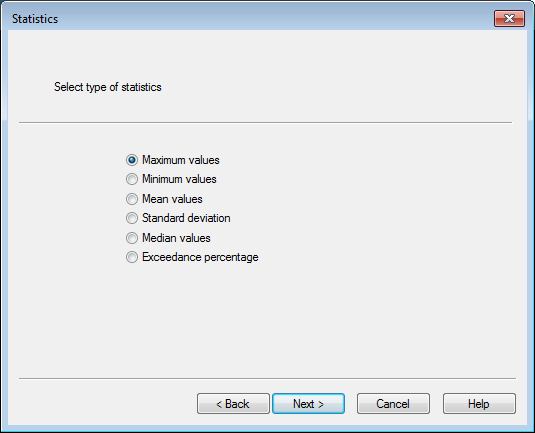 Statistics
Select type of statistics
Maximum values
Minimum values
Mean values
Standard deviation
Median values
Exceedance percentage
< Back Next > Cancel Help